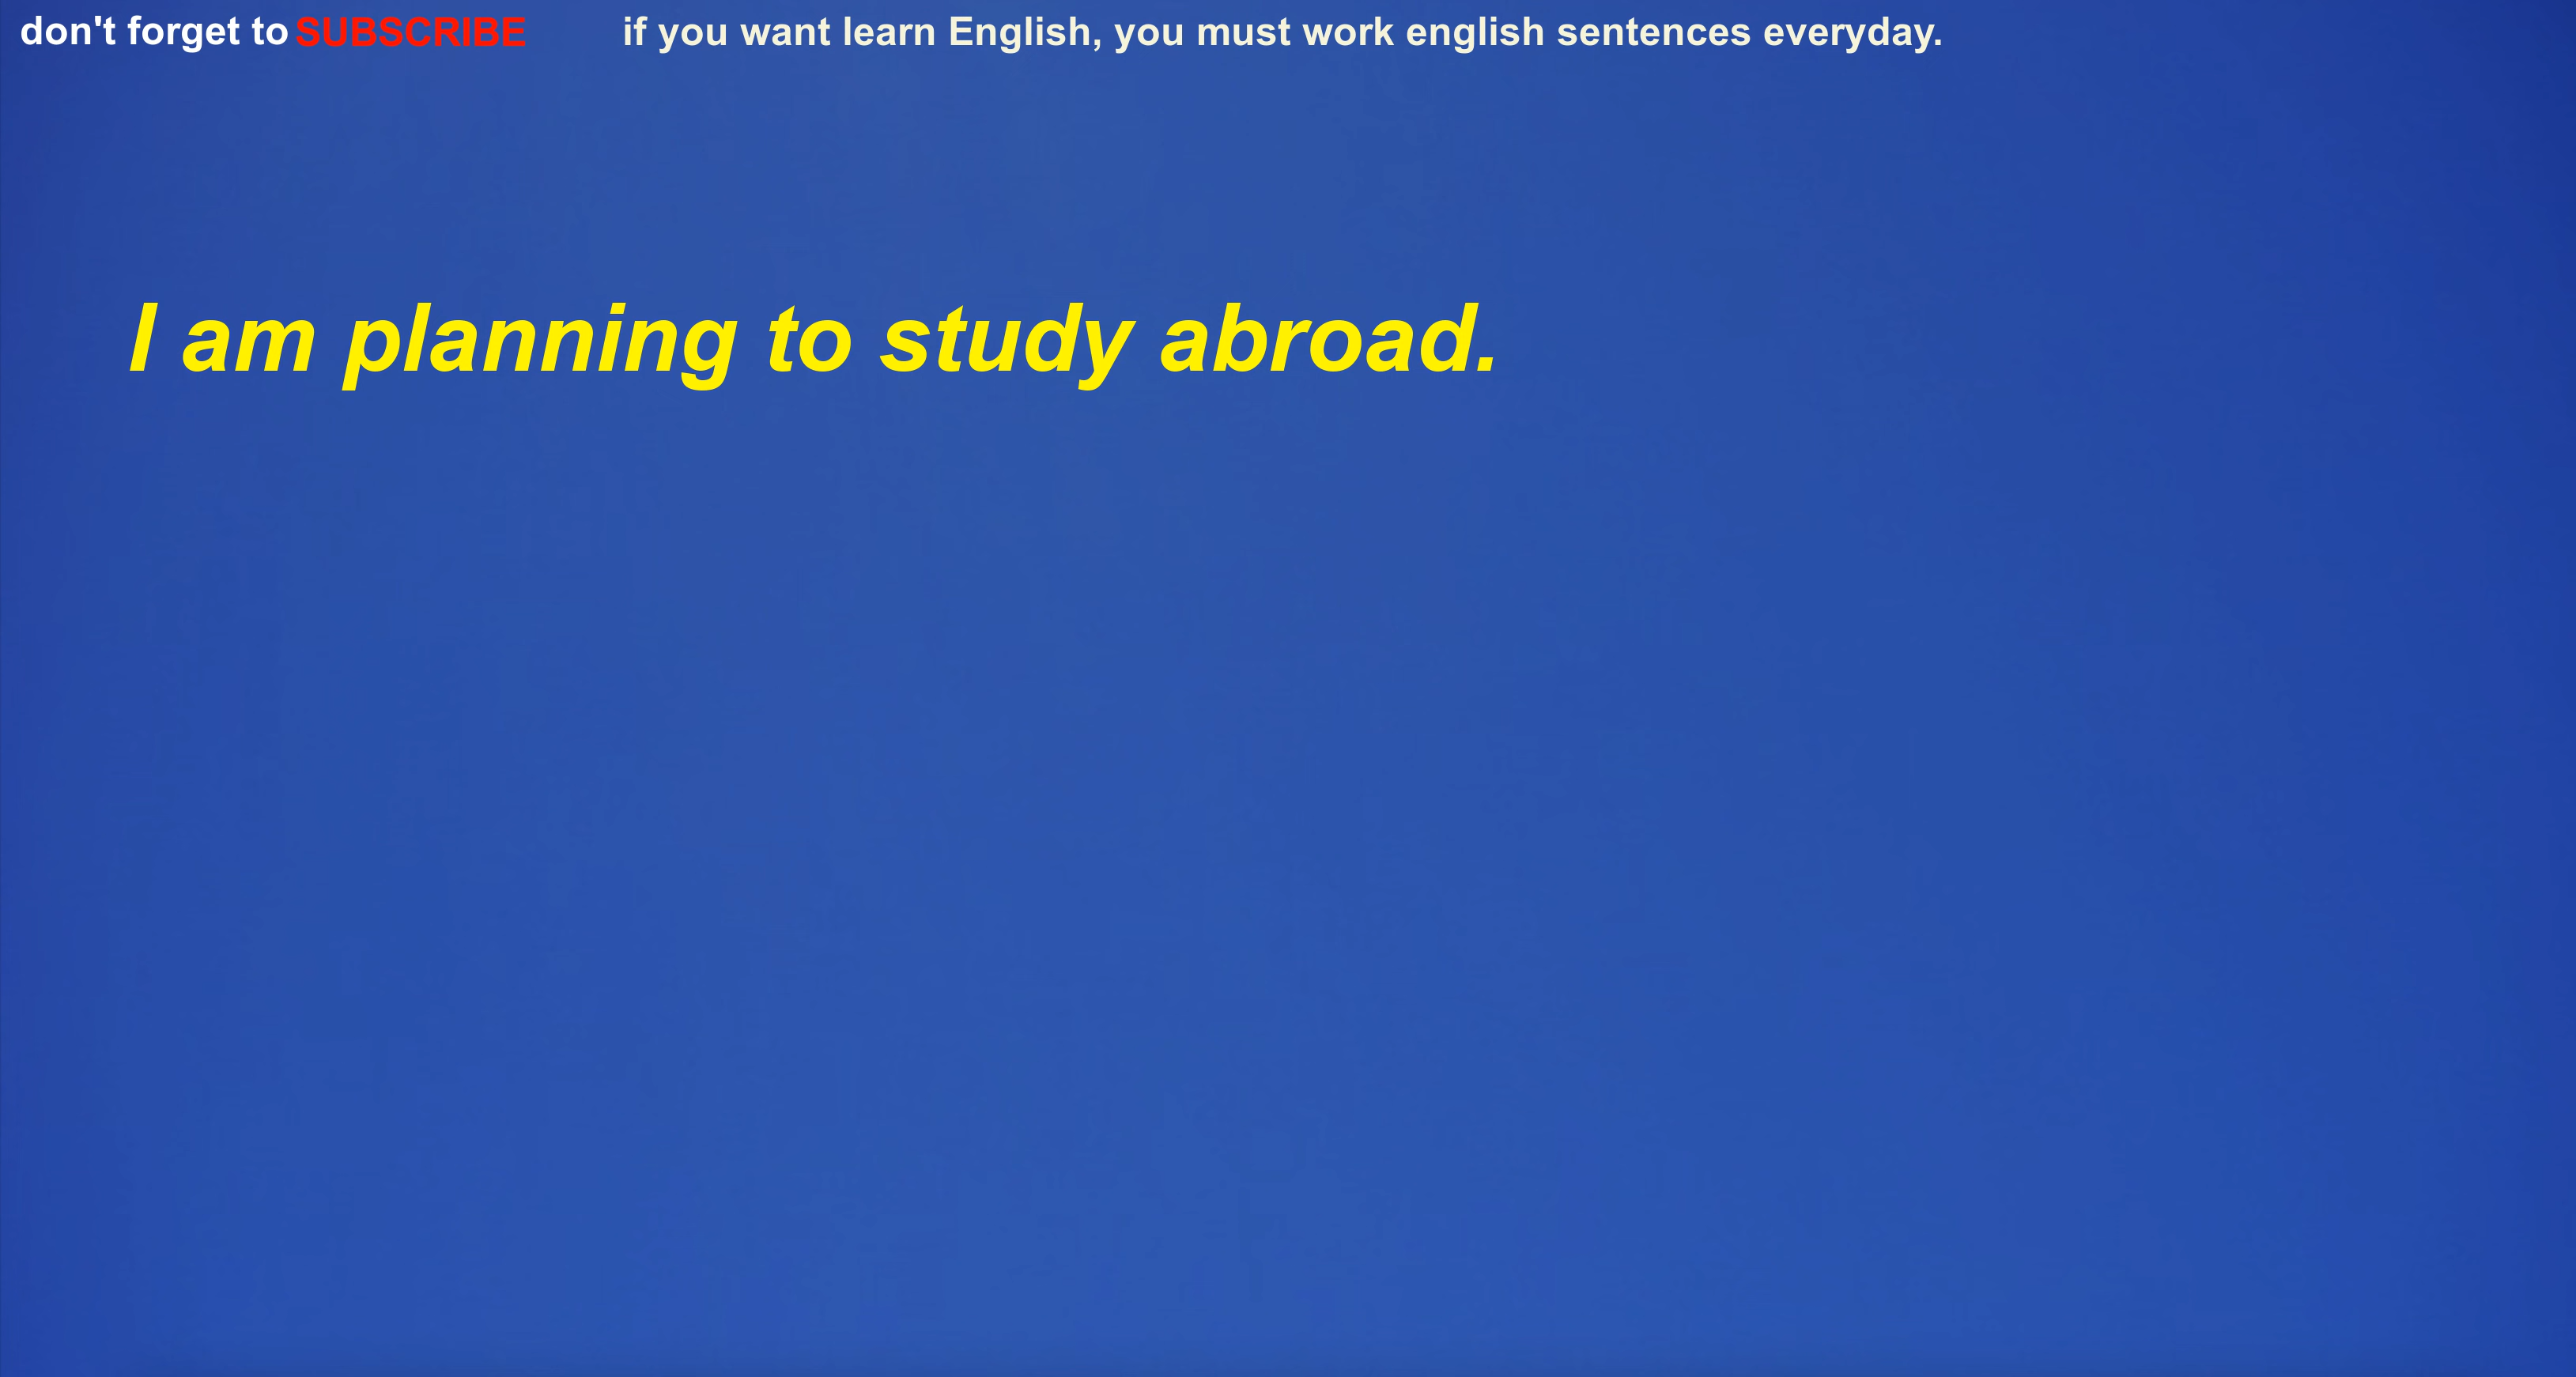 don't forget to SUBSCRIBE if you want learn English, you must work english sentences everyday.
I am planning to study abroad.